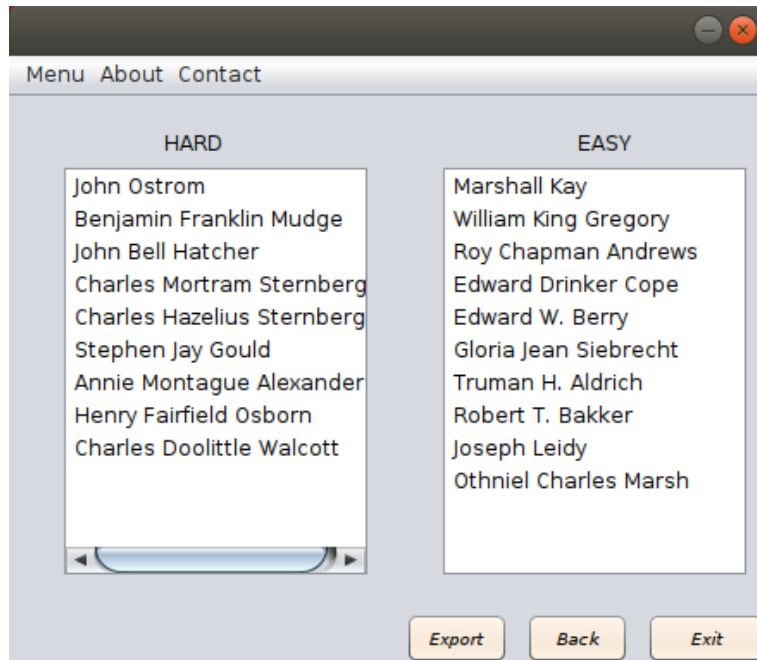 Menu About Contact
HARD
John Ostrom
Benjamin Franklin Mudge
John Bell Hatcher
Charles Mortram Sternberg
Charles Hazelius Sternberg
Stephen Jay Gould
Annie Montague Alexander
Henry Fairfield Osborn
Charles Doolittle Walcott
EASY
Marshall Kay
William King Gregory
Roy Chapman Andrews
Edward Drinker Cope
Edward W. Berry
Gloria Jean Siebrecht
Truman H. Aldrich
Robert T. Bakker
Joseph Leidy
Othniel Charles Marsh
Export Back Exit